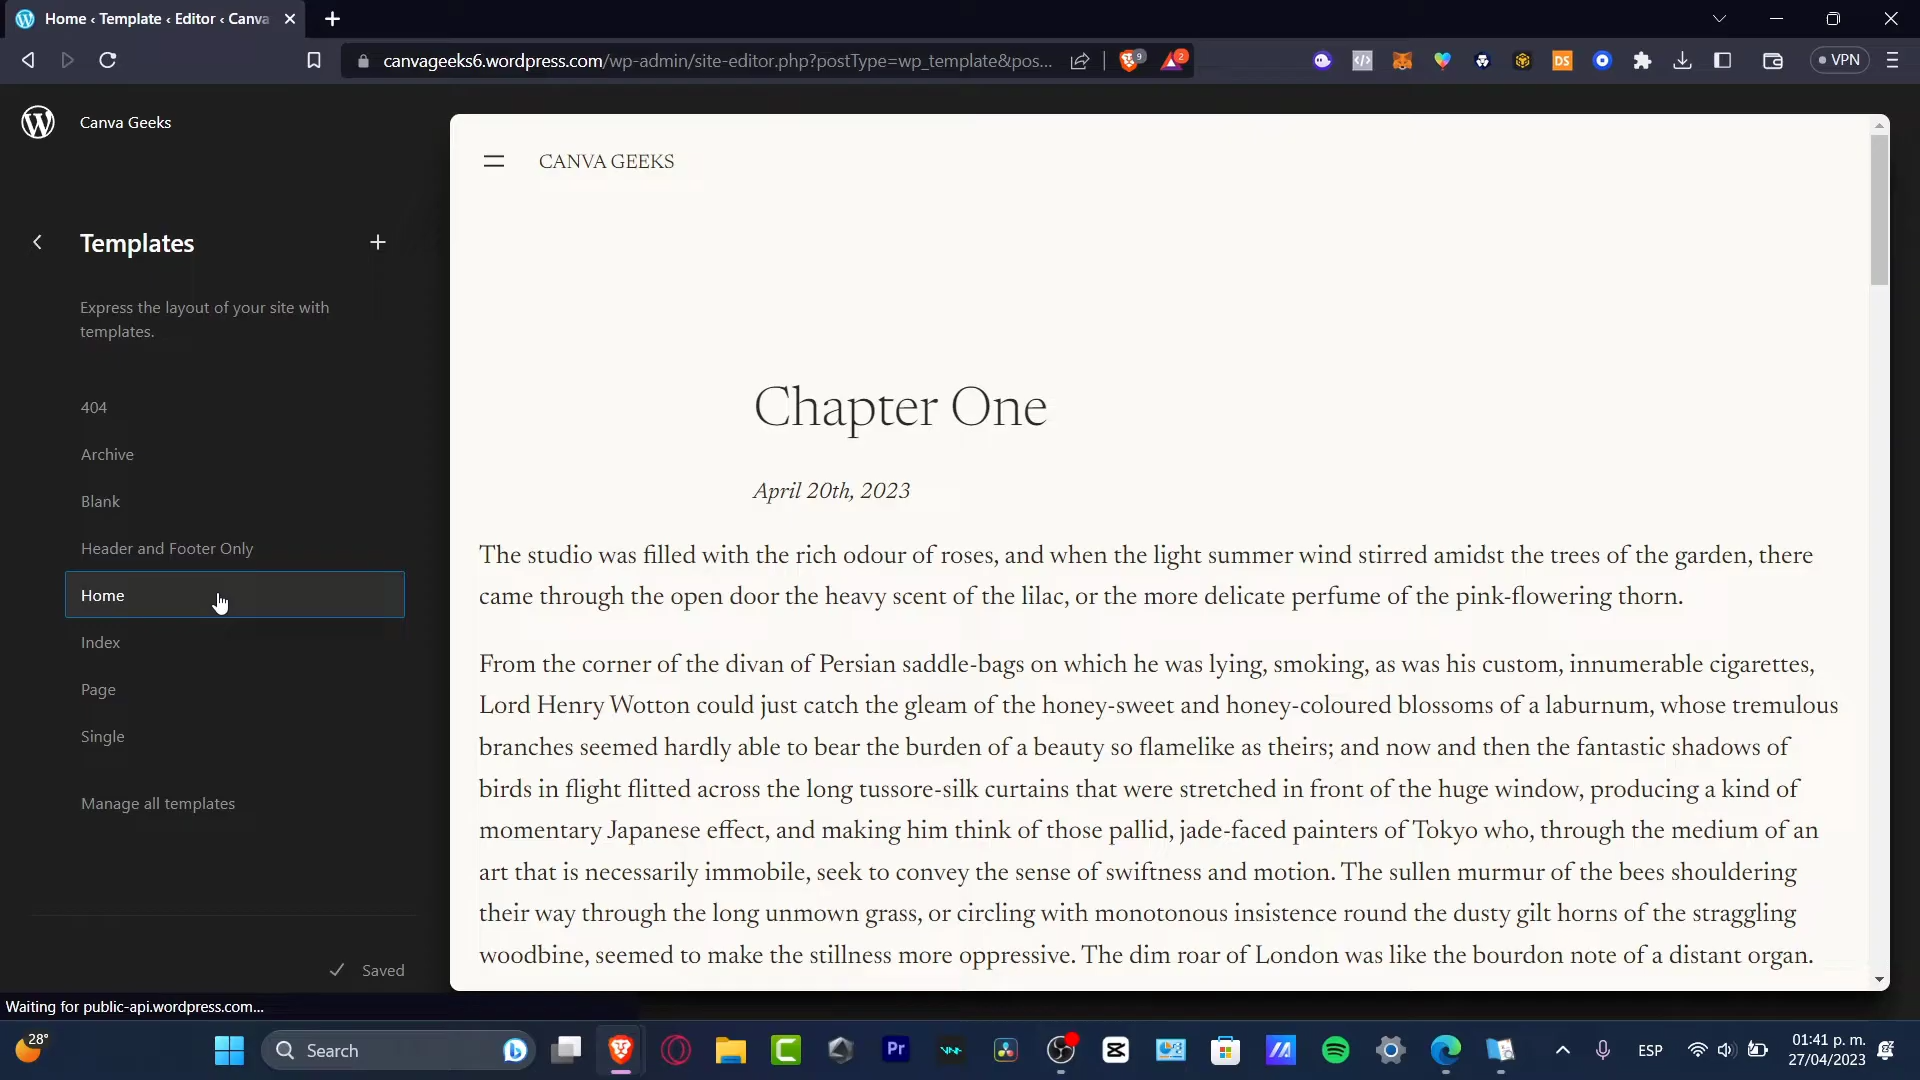 Home ‹ Template ‹ Editor ‹ Canva
canvageeks6.wordpress.com/wp-admin/site-editor.php?postType=wp_template&pos...
9
2
DS
VPN
Canva Geeks
Templates
Express the layout of your site with
templates.
404
Archive
Blank
Header and Footer Only
Home
Index
Page
Single
Manage all templates
Saved
CANVA GEEKS
Chapter One
April 20th, 2023
The studio was filled with the rich odour of roses, and when the light summer wind stirred amidst the trees of the garden, there
came through the open door the heavy scent of the lilac, or the more delicate perfume of the pink-flowering thorn.
From the corner of the divan of Persian saddle-bags on which he was lying, smoking, as was his custom, innumerable cigarettes,
Lord Henry Wotton could just catch the gleam of the honey-sweet and honey-coloured blossoms of a laburnum, whose tremulous
branches seemed hardly able to bear the burden of a beauty so flamelike as theirs; and now and then the fantastic shadows of
birds in flight flitted across the long tussore-silk curtains that were stretched in front of the huge window, producing a kind of
momentary Japanese effect, and making him think of those pallid, jade-faced painters of Tokyo who, through the medium of an
art that is necessarily immobile, seek to convey the sense of swiftness and motion. The sullen murmur of the bees shouldering
their way through the long unmown grass, or circling with monotonous insistence round the dusty gilt horns of the straggling
woodbine, seemed to make the stillness more oppressive. The dim roar of London was like the bourdon note of a distant organ.
Waiting for public-api.wordpress.com...
28°
Search
Pr
ESP
01:41 p. m.
27/04/2023